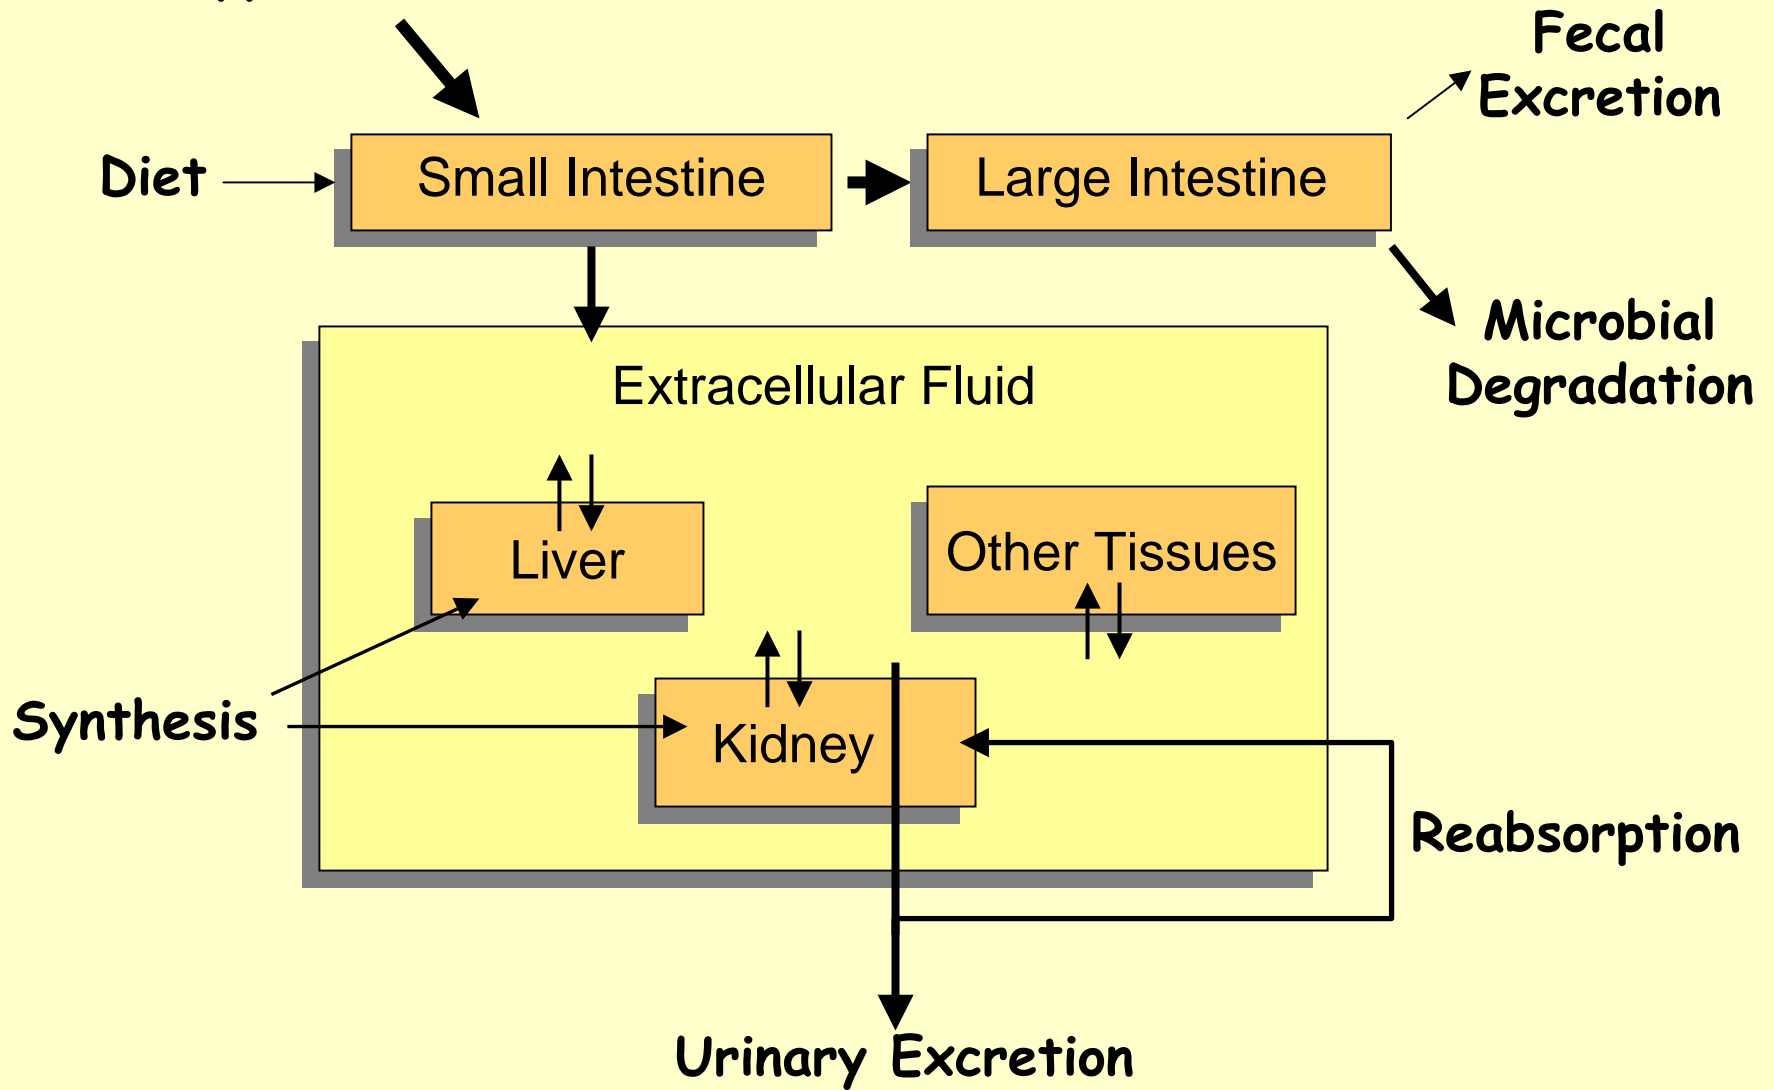 Fecal
Excretion
Diet
Small Intestine
Large Intestine
Microbial
Degradation
Extracellular Fluid
Liver
Other Tissues
Synthesis
Kidney
Reabsorption
Urinary Excretion